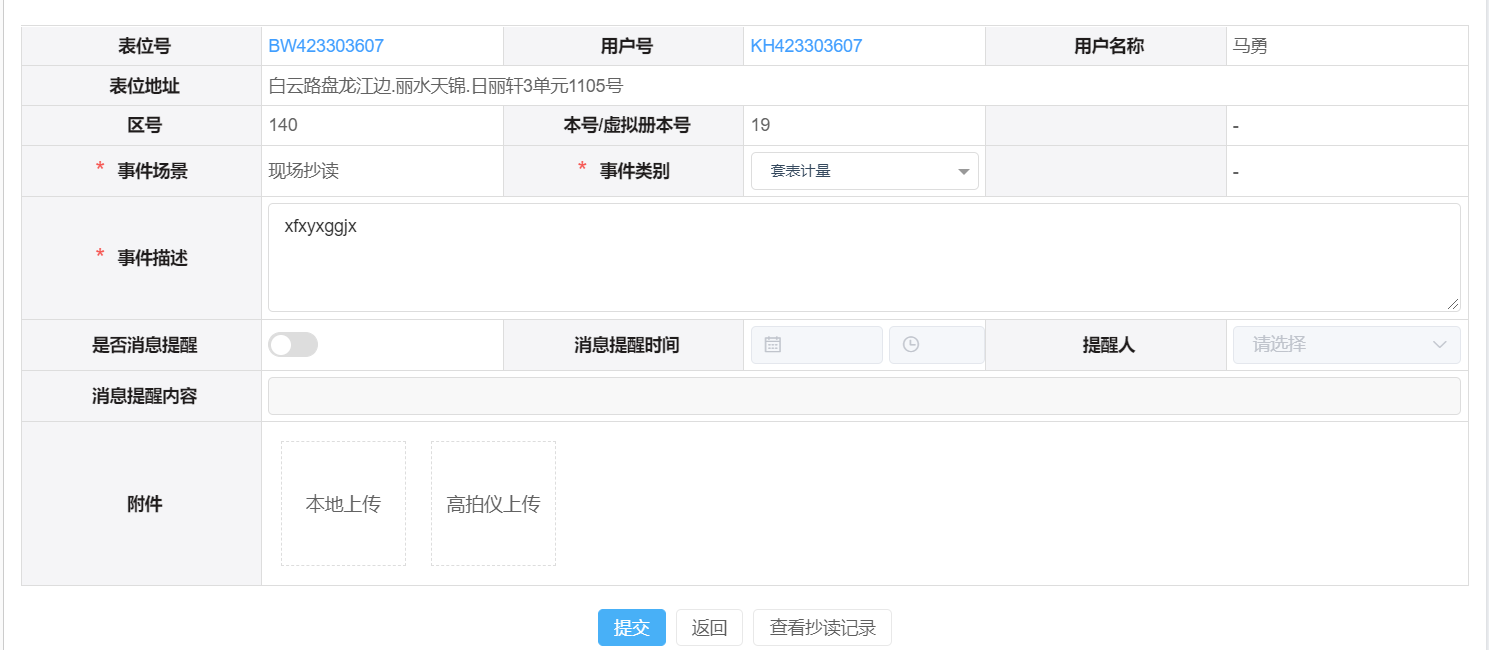 表位号 BW423303607 用户号 KH423303607 用户名称 马勇
表位地址 白云路盘龙江边.丽水天锦.日丽轩3单元1105号
区号 140 本号/虚拟册本号 19 -
* 事件场景 现场抄读 * 事件类别 套表计量 -
* 事件描述 xfxyxggjx
是否消息提醒 消息提醒时间 提醒人 请选择
消息提醒内容
附件 本地上传 高拍仪上传
提交 返回 查看抄读记录